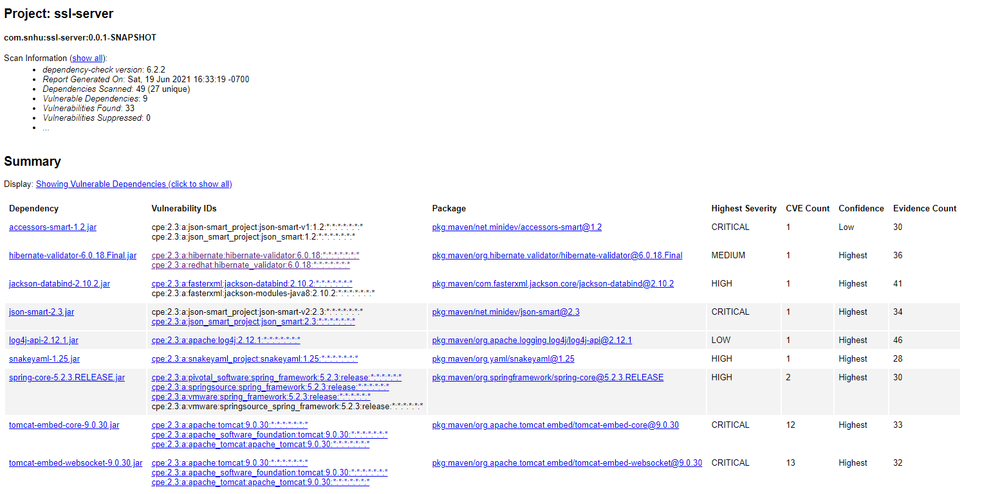 Project: ssl-server
com.snhu:ssl-server:0.0.1-SNAPSHOT
Scan Information (show all):
• dependency-check version: 6.2.2
• Report Generated On: Sat, 19 Jun 2021 16:33:19 -0700
• Dependencies Scanned: 49 (27 unique)
• Vulnerable Dependencies: 9
• Vulnerabilities Found: 33
• Vulnerabilities Suppressed: 0
• ...
Summary
Display: Showing Vulnerable Dependencies (click to show all)
Dependency Vulnerability IDs Package Highest Severity CVE Count Confidence Evidence Count
accessors-smart-1.2.jar cpe:2.3:a:json-smart_project:json-smart-v1:1.2:*:*:*:*:*:*:* pkg:maven/net.minidev/accessors-smart@1.2 CRITICAL 1 Low 30
cpe:2.3:a:json_smart_project:json_smart:1.2:*:*:*:*:*:*:*
hibernate-validator-6.0.18.Final.jar cpe:2.3:a:hibernate:hibernate-validator:6.0.18:*:*:*:*:*:*:* pkg:maven/org.hibernate.validator/hibernate-validator@6.0.18.Final MEDIUM 1 Highest 36
cpe:2.3:a:redhat:hibernate_validator:6.0.18:*:*:*:*:*:*:*
jackson-databind-2.10.2.jar cpe:2.3:a:fasterxml:jackson-databind:2.10.2:*:*:*:*:*:*:* pkg:maven/com.fasterxml.jackson.core/jackson-databind@2.10.2 HIGH 1 Highest 41
cpe:2.3:a:fasterxml:jackson-modules-java8:2.10.2:*:*:*:*:*:*:*
json-smart-2.3.jar cpe:2.3:a:json-smart_project:json-smart-v2:2.3:*:*:*:*:*:*:* pkg:maven/net.minidev/json-smart@2.3 CRITICAL 1 Highest 34
cpe:2.3:a:json_smart_project:json_smart:2.3:*:*:*:*:*:*:*
log4j-api-2.12.1.jar cpe:2.3:a:apache:log4j:2.12.1:*:*:*:*:*:*:* pkg:maven/org.apache.logging.log4j/log4j-api@2.12.1 LOW 1 Highest 46
snakeyaml-1.25.jar cpe:2.3:a:snakeyaml_project:snakeyaml:1.25:*:*:*:*:*:*:* pkg:maven/org.yaml/snakeyaml@1.25 HIGH 1 Highest 28
spring-core-5.2.3.RELEASE.jar cpe:2.3:a:pivotal_software:spring_framework:5.2.3:release:*:*:*:*:*:* pkg:maven/org.springframework/spring-core@5.2.3.RELEASE HIGH 2 Highest 30
cpe:2.3:a:springsource:spring_framework:5.2.3:release:*:*:*:*:*:*
cpe:2.3:a:vmware:spring_framework:5.2.3:release:*:*:*:*:*:*
cpe:2.3:a:vmware:springsource_spring_framework:5.2.3:release:*:*:*:*:*:*
tomcat-embed-core-9.0.30.jar cpe:2.3:a:apache:tomcat:9.0.30:*:*:*:*:*:*:* pkg:maven/org.apache.tomcat.embed/tomcat-embed-core@9.0.30 CRITICAL 12 Highest 33
cpe:2.3:a:apache_software_foundation:tomcat:9.0.30:*:*:*:*:*:*:*
cpe:2.3:a:apache_tomcat:apache_tomcat:9.0.30:*:*:*:*:*:*:*
tomcat-embed-websocket-9.0.30.jar cpe:2.3:a:apache:tomcat:9.0.30:*:*:*:*:*:*:* pkg:maven/org.apache.tomcat.embed/tomcat-embed-websocket@9.0.30 CRITICAL 13 Highest 32
cpe:2.3:a:apache_software_foundation:tomcat:9.0.30:*:*:*:*:*:*:*
cpe:2.3:a:apache_tomcat:apache_tomcat:9.0.30:*:*:*:*:*:*:*